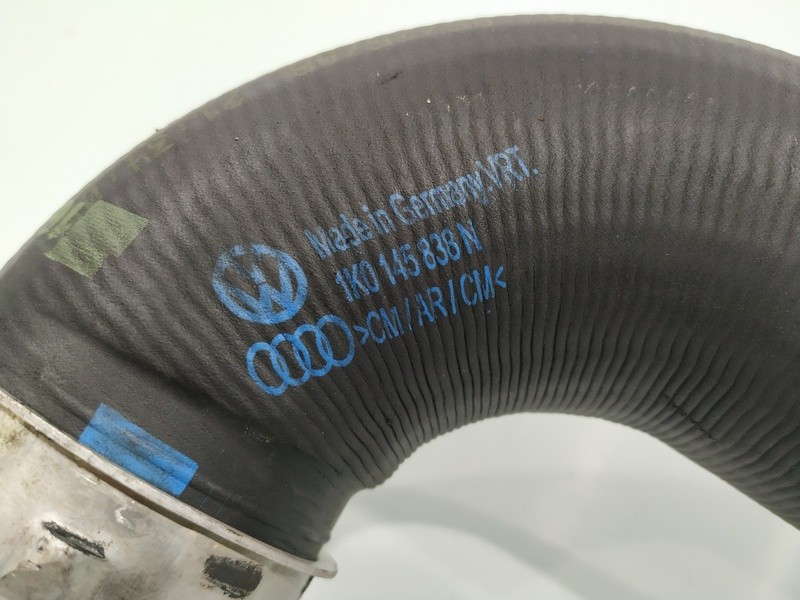 Made in Germany.VRT.
1K0 145 838 N
>CM/AR/CM<